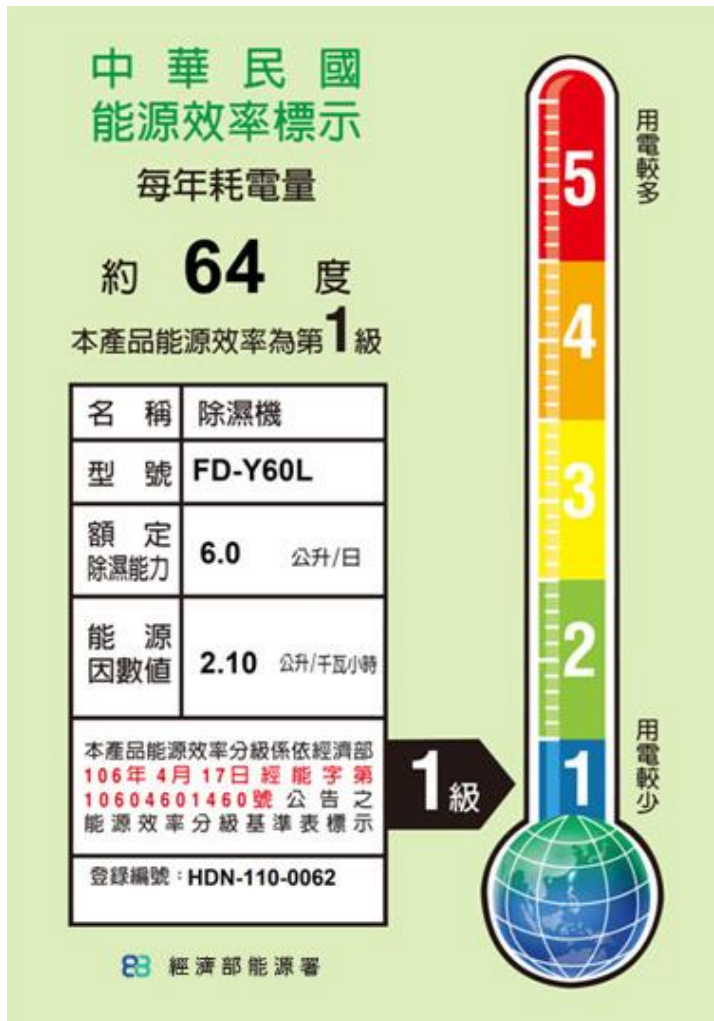 中華民國
能源效率標示
每年耗電量
約 64 度
本產品能源效率為第1級
名稱 除濕機
型號 FD-Y60L
額定除濕能力 6.0 公升/日
能源因數值 2.10 公升/千瓦小時
本產品能源效率分級係依經濟部
106年4月17日經能字第
10604601460號公告之
能源效率分級基準表標示
登錄編號：HDN-110-0062
經濟部能源署
1級
用電較多
5
4
3
2
1
用電較少